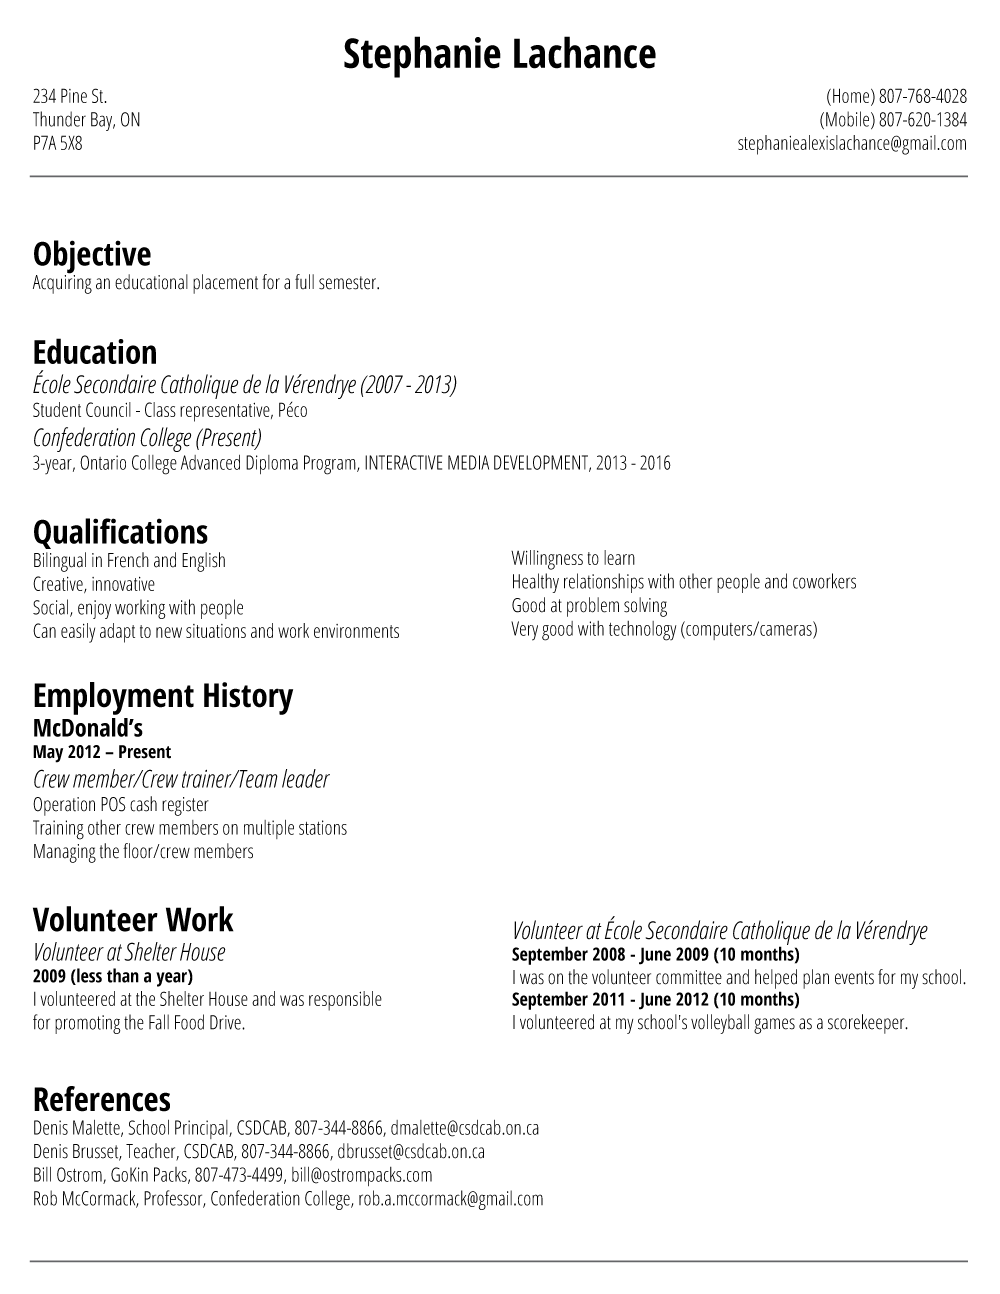 Stephanie Lachance
234 Pine St.
Thunder Bay, ON
P7A 5X8
(Home) 807-768-4028
(Mobile) 807-620-1384
stephaniealexislachance@gmail.com
Objective
Acquiring an educational placement for a full semester.
Education
École Secondaire Catholique de la Vérendrye (2007 - 2013)
Student Council - Class representative, Péco
Confederation College (Present)
3-year, Ontario College Advanced Diploma Program, INTERACTIVE MEDIA DEVELOPMENT, 2013 - 2016
Qualifications
Bilingual in French and English
Creative, innovative
Social, enjoy working with people
Can easily adapt to new situations and work environments
Willingness to learn
Healthy relationships with other people and coworkers
Good at problem solving
Very good with technology (computers/cameras)
Employment History
McDonald’s
May 2012 – Present
Crew member/Crew trainer/Team leader
Operation POS cash register
Training other crew members on multiple stations
Managing the floor/crew members
Volunteer Work
Volunteer at Shelter House
2009 (less than a year)
I volunteered at the Shelter House and was responsible
for promoting the Fall Food Drive.
Volunteer at École Secondaire Catholique de la Vérendrye
September 2008 - June 2009 (10 months)
I was on the volunteer committee and helped plan events for my school.
September 2011 - June 2012 (10 months)
I volunteered at my school's volleyball games as a scorekeeper.
References
Denis Malette, School Principal, CSDCAB, 807-344-8866, dmalette@csdcab.on.ca
Denis Brusset, Teacher, CSDCAB, 807-344-8866, dbrusset@csdcab.on.ca
Bill Ostrom, GoKin Packs, 807-473-4499, bill@ostrompacks.com
Rob McCormack, Professor, Confederation College, rob.a.mccormack@gmail.com